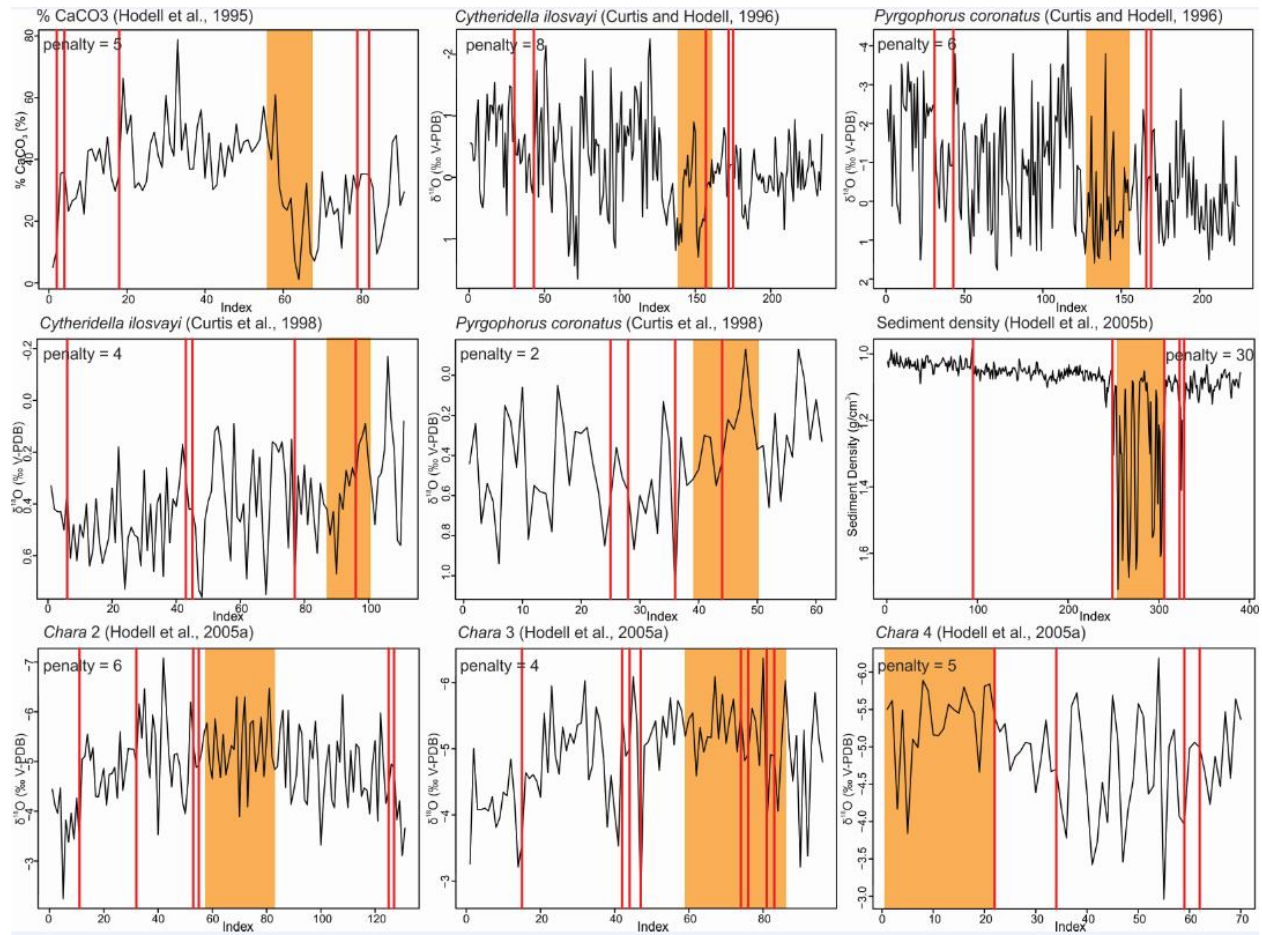 % CaCO3 (Hodell et al., 1995)
penalty = 5
% CaCO₃ (%)
80
60
40
20
0
0 20 40 60 80
Index
Cytheridella ilosvayi (Curtis and Hodell, 1996)
penalty = 8
δ¹⁸O (‰ V-PDB)
-2
-1
0
1
0 50 100 150 200
Index
Pyrgophorus coronatus (Curtis and Hodell, 1996)
penalty = 6
δ¹⁸O (‰ V-PDB)
-4
-3
-2
-1
0
1
2
0 50 100 150 200
Index
Cytheridella ilosvayi (Curtis et al., 1998)
penalty = 4
δ¹⁸O (‰ V-PDB)
-0.2
0.0
0.2
0.4
0.6
0 20 40 60 80 100
Index
Pyrgophorus coronatus (Curtis et al., 1998)
penalty = 2
δ¹⁸O (‰ V-PDB)
0.0
0.2
0.4
0.6
0.8
1.0
0 10 20 30 40 50 60
Index
Sediment density (Hodell et al., 2005b)
penalty = 30
Sediment Density (g/cm³)
1.0
1.2
1.4
1.6
0 100 200 300 400
Index
Chara 2 (Hodell et al., 2005a)
penalty = 6
δ¹⁸O (‰ V-PDB)
-7
-6
-5
-4
-3
0 20 40 60 80 100 120
Index
Chara 3 (Hodell et al., 2005a)
penalty = 4
δ¹⁸O (‰ V-PDB)
-6
-5
-4
-3
0 20 40 60 80
Index
Chara 4 (Hodell et al., 2005a)
penalty = 5
δ¹⁸O (‰ V-PDB)
-6.0
-5.5
-5.0
-4.5
-4.0
-3.5
-3.0
0 10 20 30 40 50 60 70
Index